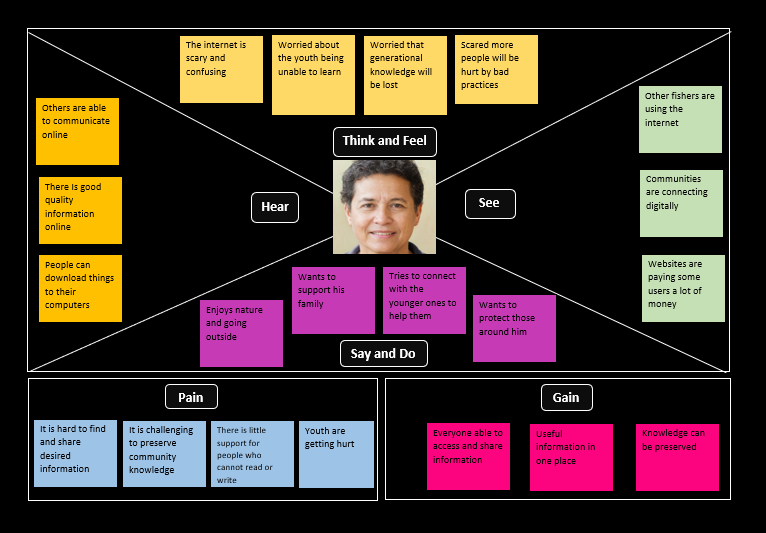 The internet is
scary and
confusing
Worried about
the youth being
unable to learn
Worried that
generational
knowledge will
be lost
Scared more
people will be
hurt by bad
practices
Think and Feel
Others are able
to communicate
online
There Is good
quality
information
online
People can
download things
to their
computers
Hear
See
Other fishers are
using the
internet
Communities
are connecting
digitally
Websites are
paying some
users a lot of
money
Enjoys nature
and going
outside
Wants to
support his
family
Tries to connect
with the
younger ones to
help them
Wants to
protect those
around him
Say and Do
Pain
It is hard to find
and share
desired
information
It is challenging
to preserve
community
knowledge
There is little
support for
people who
cannot read or
write
Youth are
getting hurt
Gain
Everyone able to
access and share
information
Useful
information in
one place
Knowledge can
be preserved